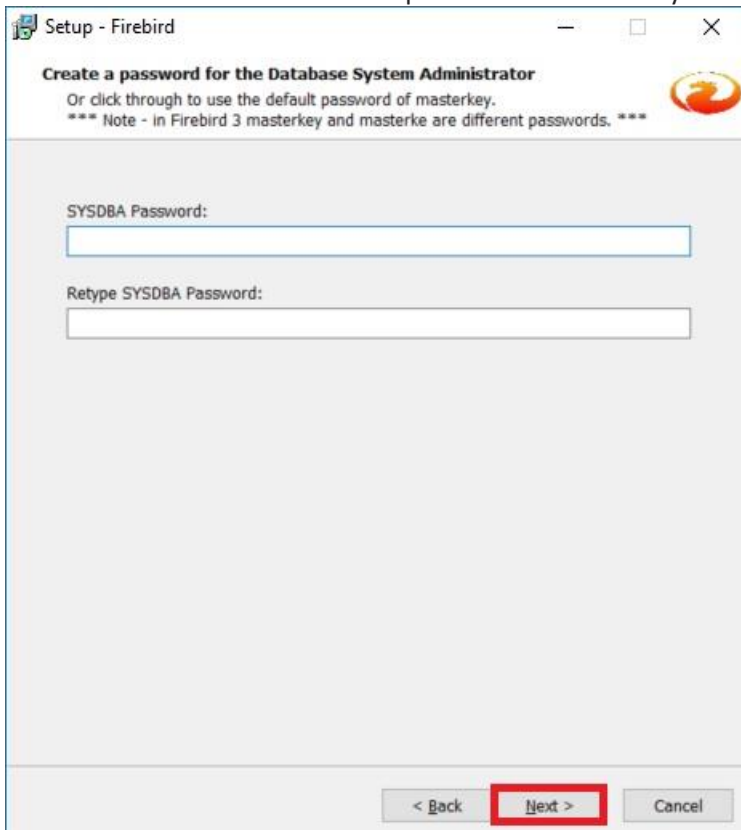 Setup - Firebird
Create a password for the Database System Administrator
Or click through to use the default password of masterkey.
*** Note - in Firebird 3 masterkey and masterke are different passwords. ***
SYSDBA Password:
Retype SYSDBA Password:
< Back Next > Cancel